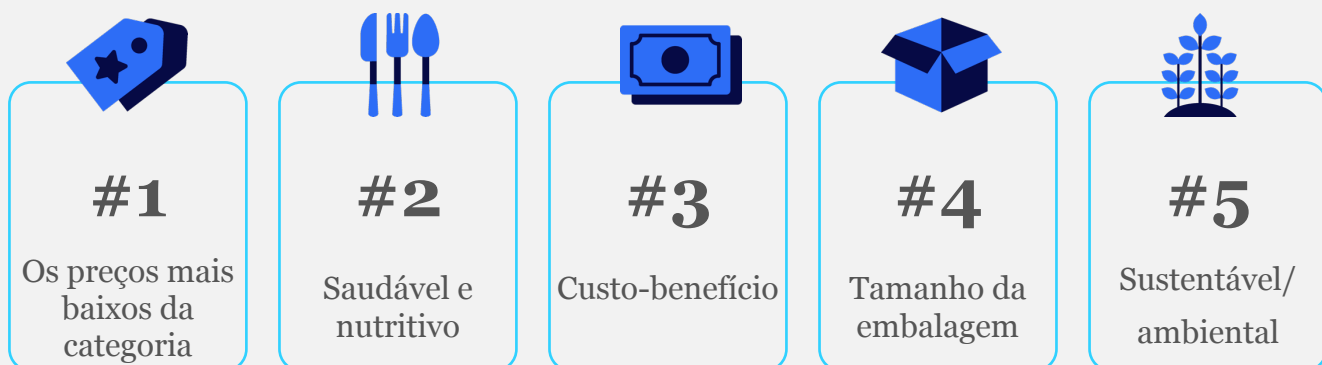 #1
Os preços mais
baixos da
categoria
#2
Saudável e
nutritivo
#3
Custo-benefício
#4
Tamanho da
embalagem
#5
Sustentável/
ambiental